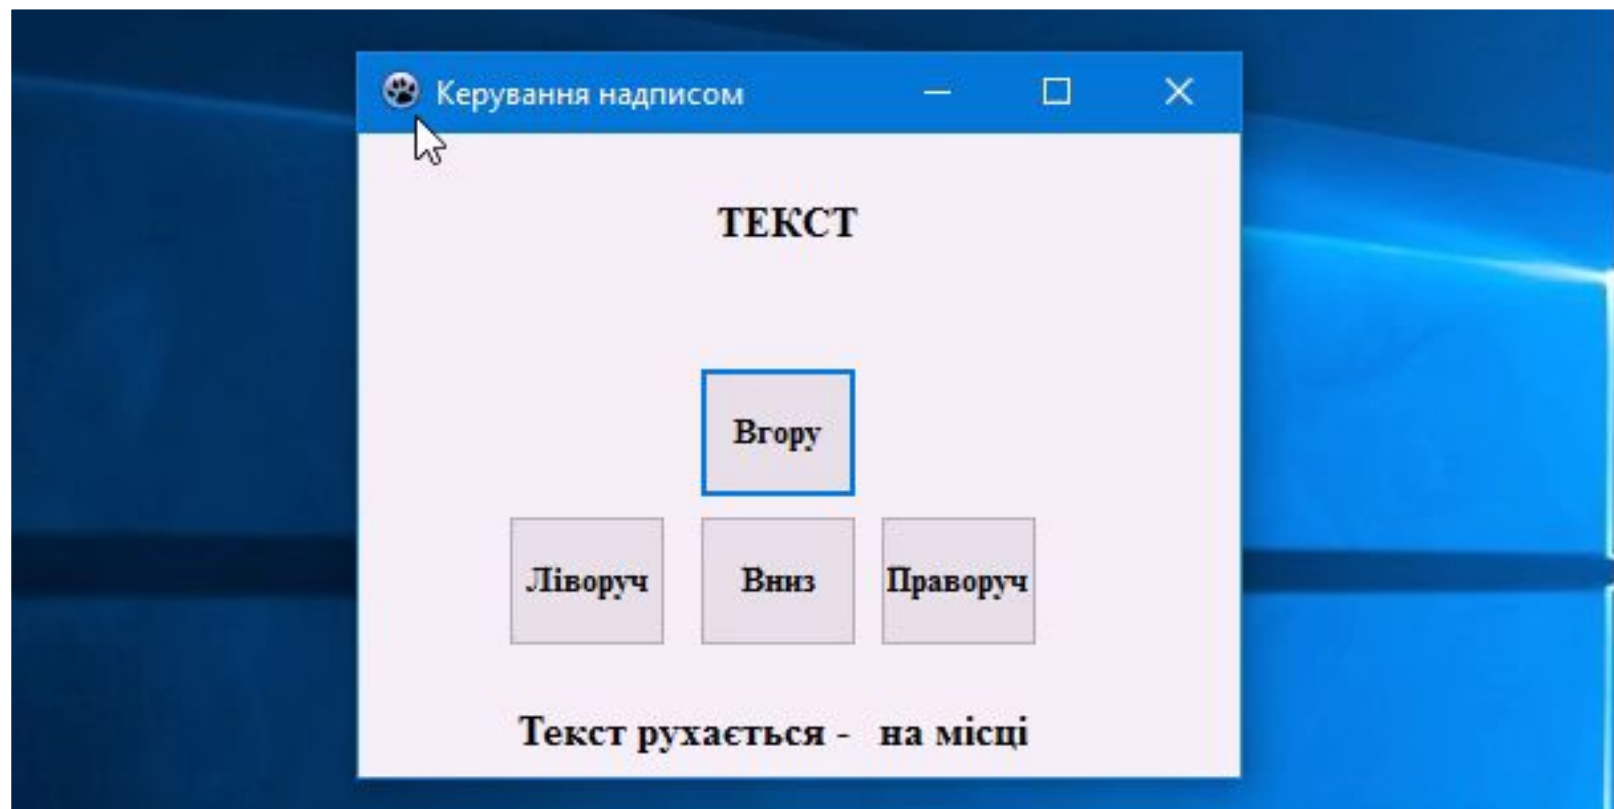 Керування надписом
ТЕКСТ
Вгору
Ліворуч Вниз Праворуч
Текст рухається - на місці